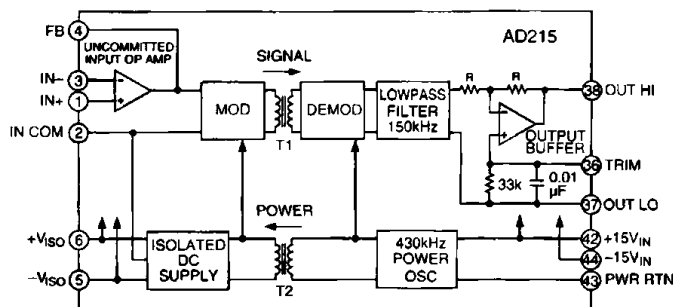 AD215
FB
4
UNCOMMITTED
INPUT OP AMP
IN–
3
IN+
1
IN COM
2
SIGNAL
MOD
T1
DEMOD
LOWPASS
FILTER
150kHz
R
R
38
OUT HI
OUTPUT
BUFFER
36
TRIM
33k
0.01
µF
37
OUT LO
POWER
+VISO
6
–VISO
5
ISOLATED
DC
SUPPLY
T2
430kHz
POWER
OSC
42
+15VIN
44
–15VIN
43
PWR RTN